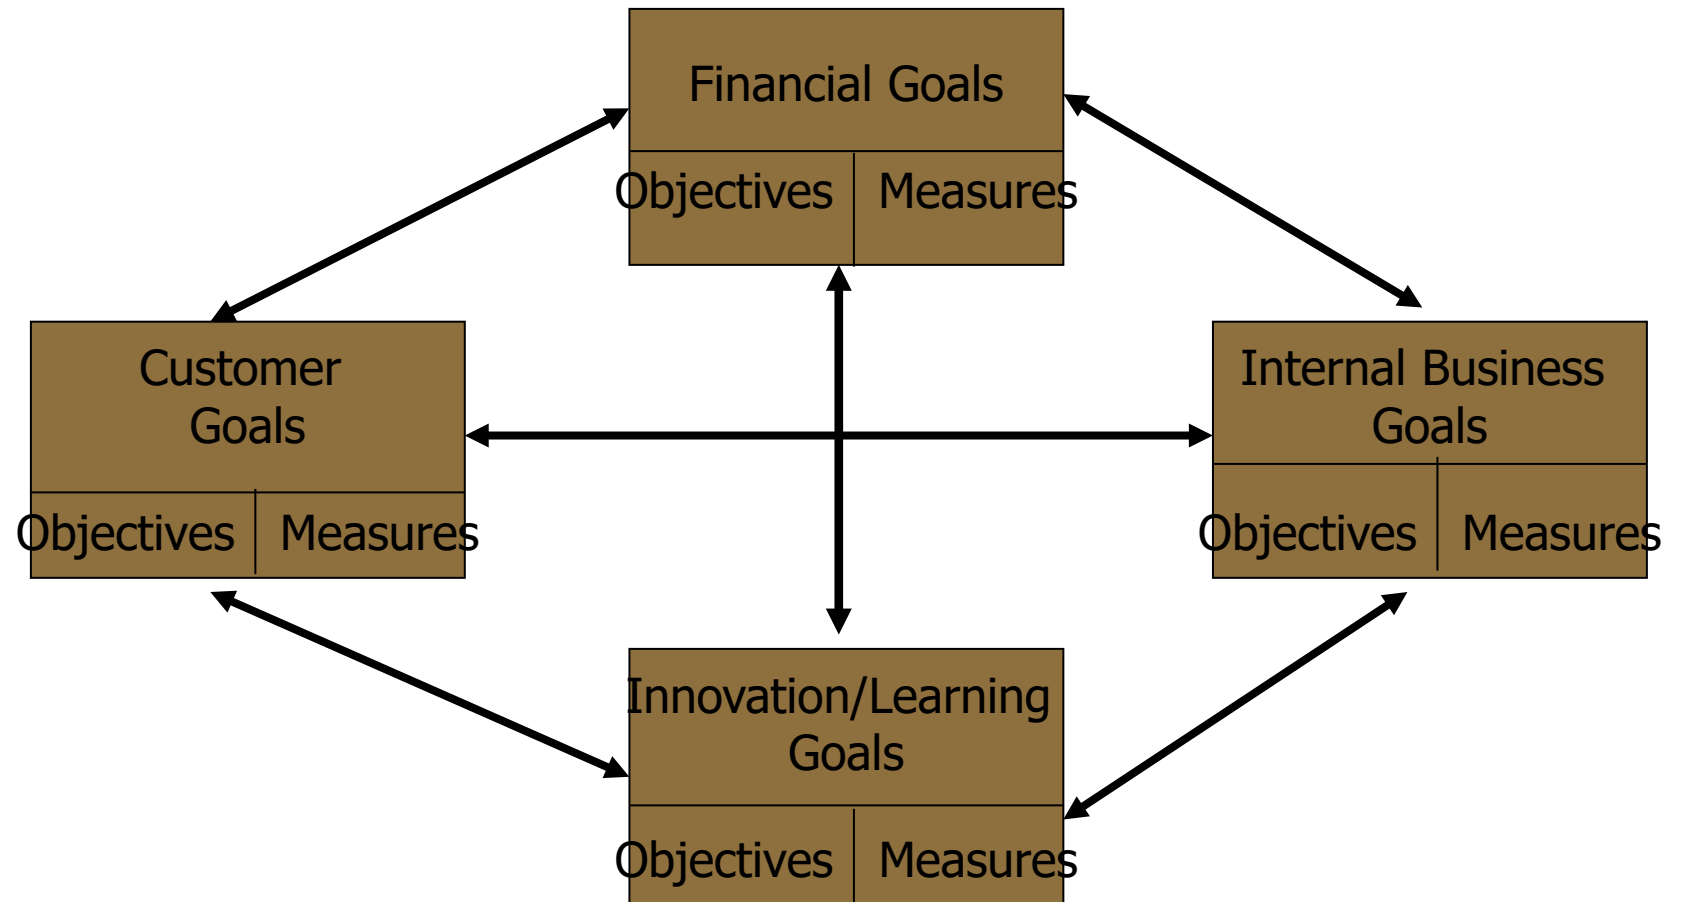 Financial Goals
Objectives Measures
Customer
Goals
Objectives Measures
Internal Business
Goals
Objectives Measures
Innovation/Learning
Goals
Objectives Measures